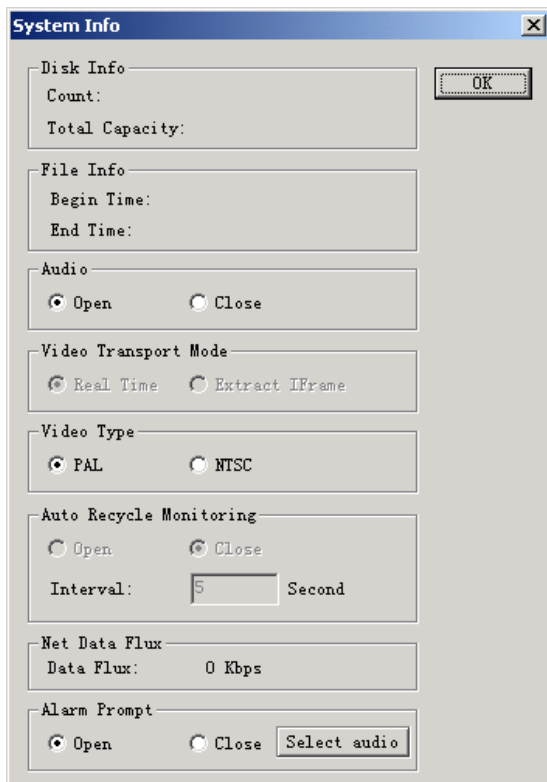 System Info
Disk Info
OK
Count:
Total Capacity:
File Info
Begin Time:
End Time:
Audio
Open Close
Video Transport Mode
Real Time Extract IFrame
Video Type
PAL NTSC
Auto Recycle Monitoring
Open Close
Interval: 5 Second
Net Data Flux
Data Flux: 0 Kbps
Alarm Prompt
Open Close Select audio